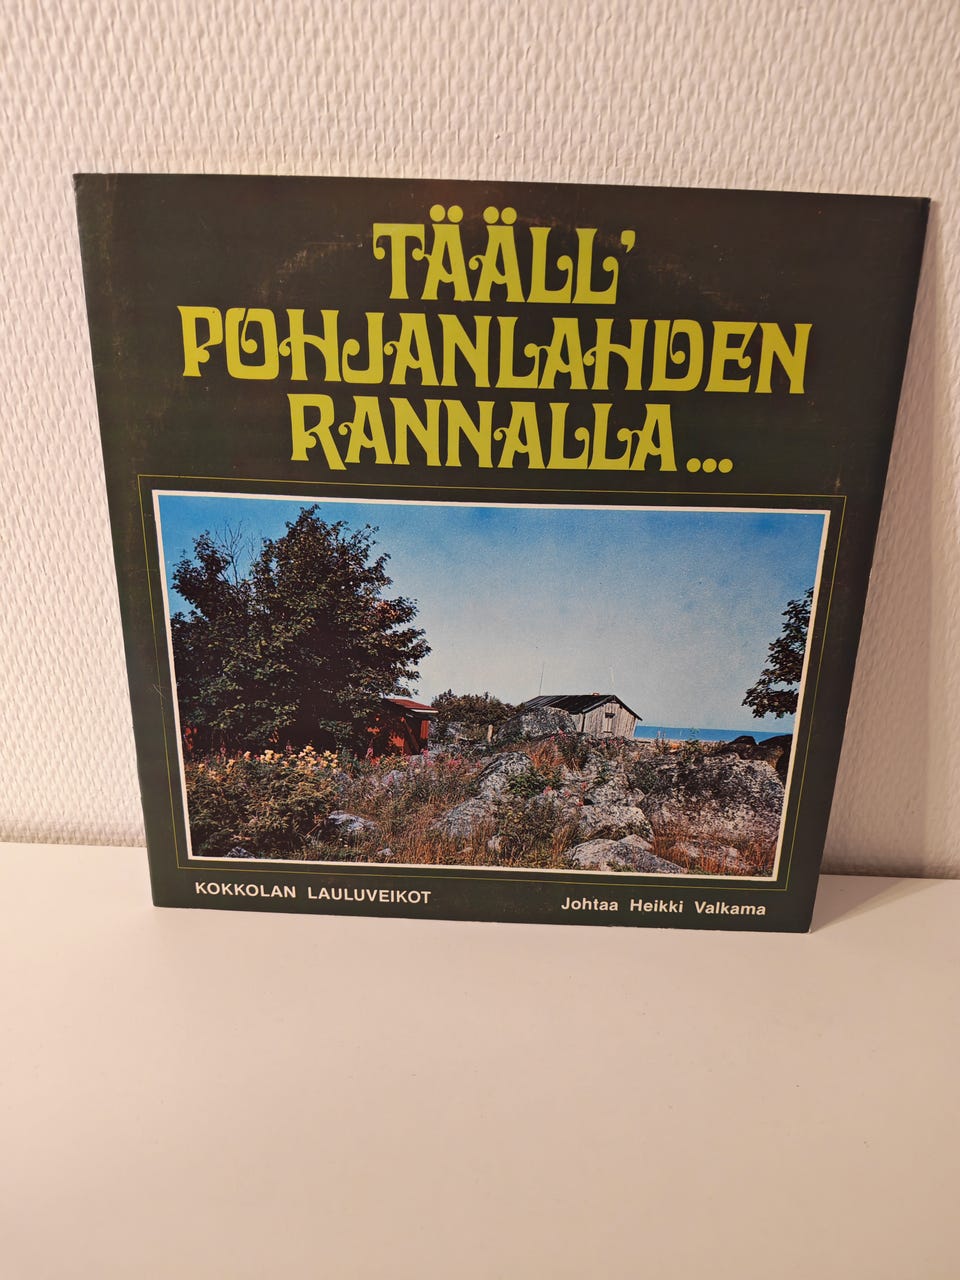 TÄÄLL'
POHJANLAHDEN
RANNALLA...
KOKKOLAN LAULUVEIKOT
Johtaa Heikki Valkama